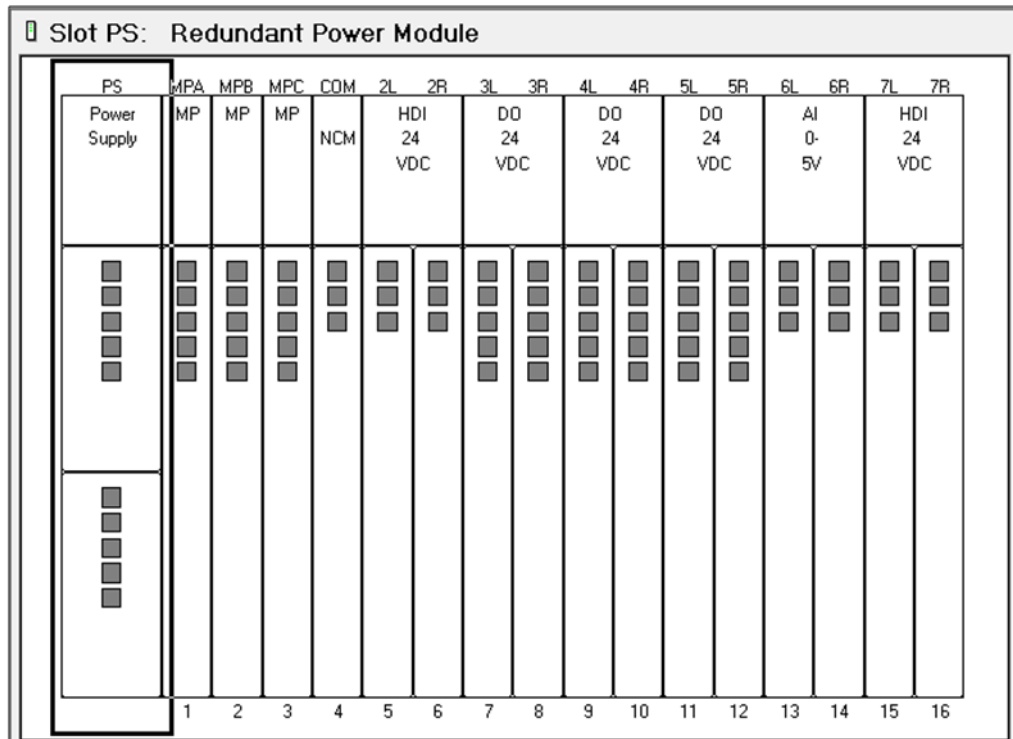 Slot PS: Redundant Power Module
PS MPA MPB MPC COM 2L 2R 3L 3R 4L 4R 5L 5R 6L 6R 7L 7R
Power MP MP MP HDI DO DO DO AI HDI
Supply NCM 24 24 24 24 0- 24
VDC VDC VDC VDC 5V VDC
1 2 3 4 5 6 7 8 9 10 11 12 13 14 15 16